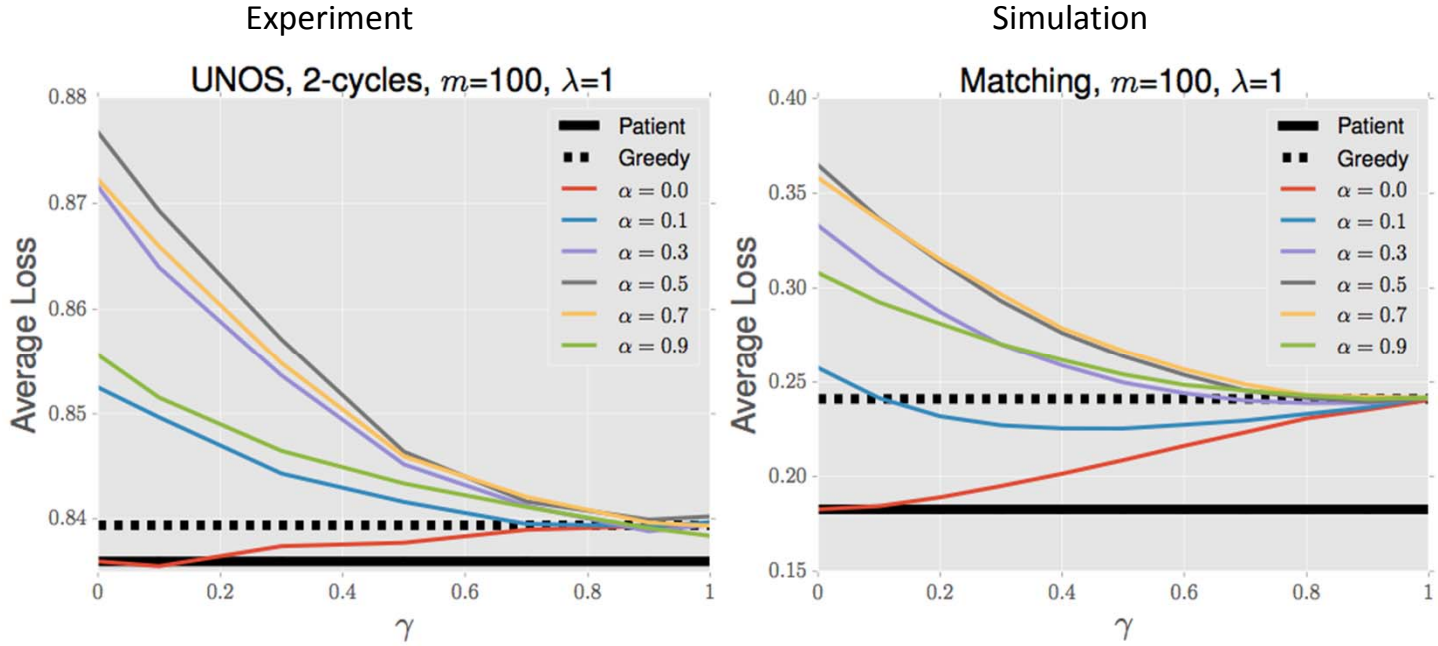 Experiment
Simulation
UNOS, 2-cycles, m=100, λ=1
0.88
0.87
0.86
0.85
0.84
Average Loss
0
0.2
0.4
0.6
0.8
1
γ
Patient
Greedy
α = 0.0
α = 0.1
α = 0.3
α = 0.5
α = 0.7
α = 0.9
Matching, m=100, λ=1
0.40
0.35
0.30
0.25
0.20
0.15
Average Loss
0
0.2
0.4
0.6
0.8
1
γ
Patient
Greedy
α = 0.0
α = 0.1
α = 0.3
α = 0.5
α = 0.7
α = 0.9